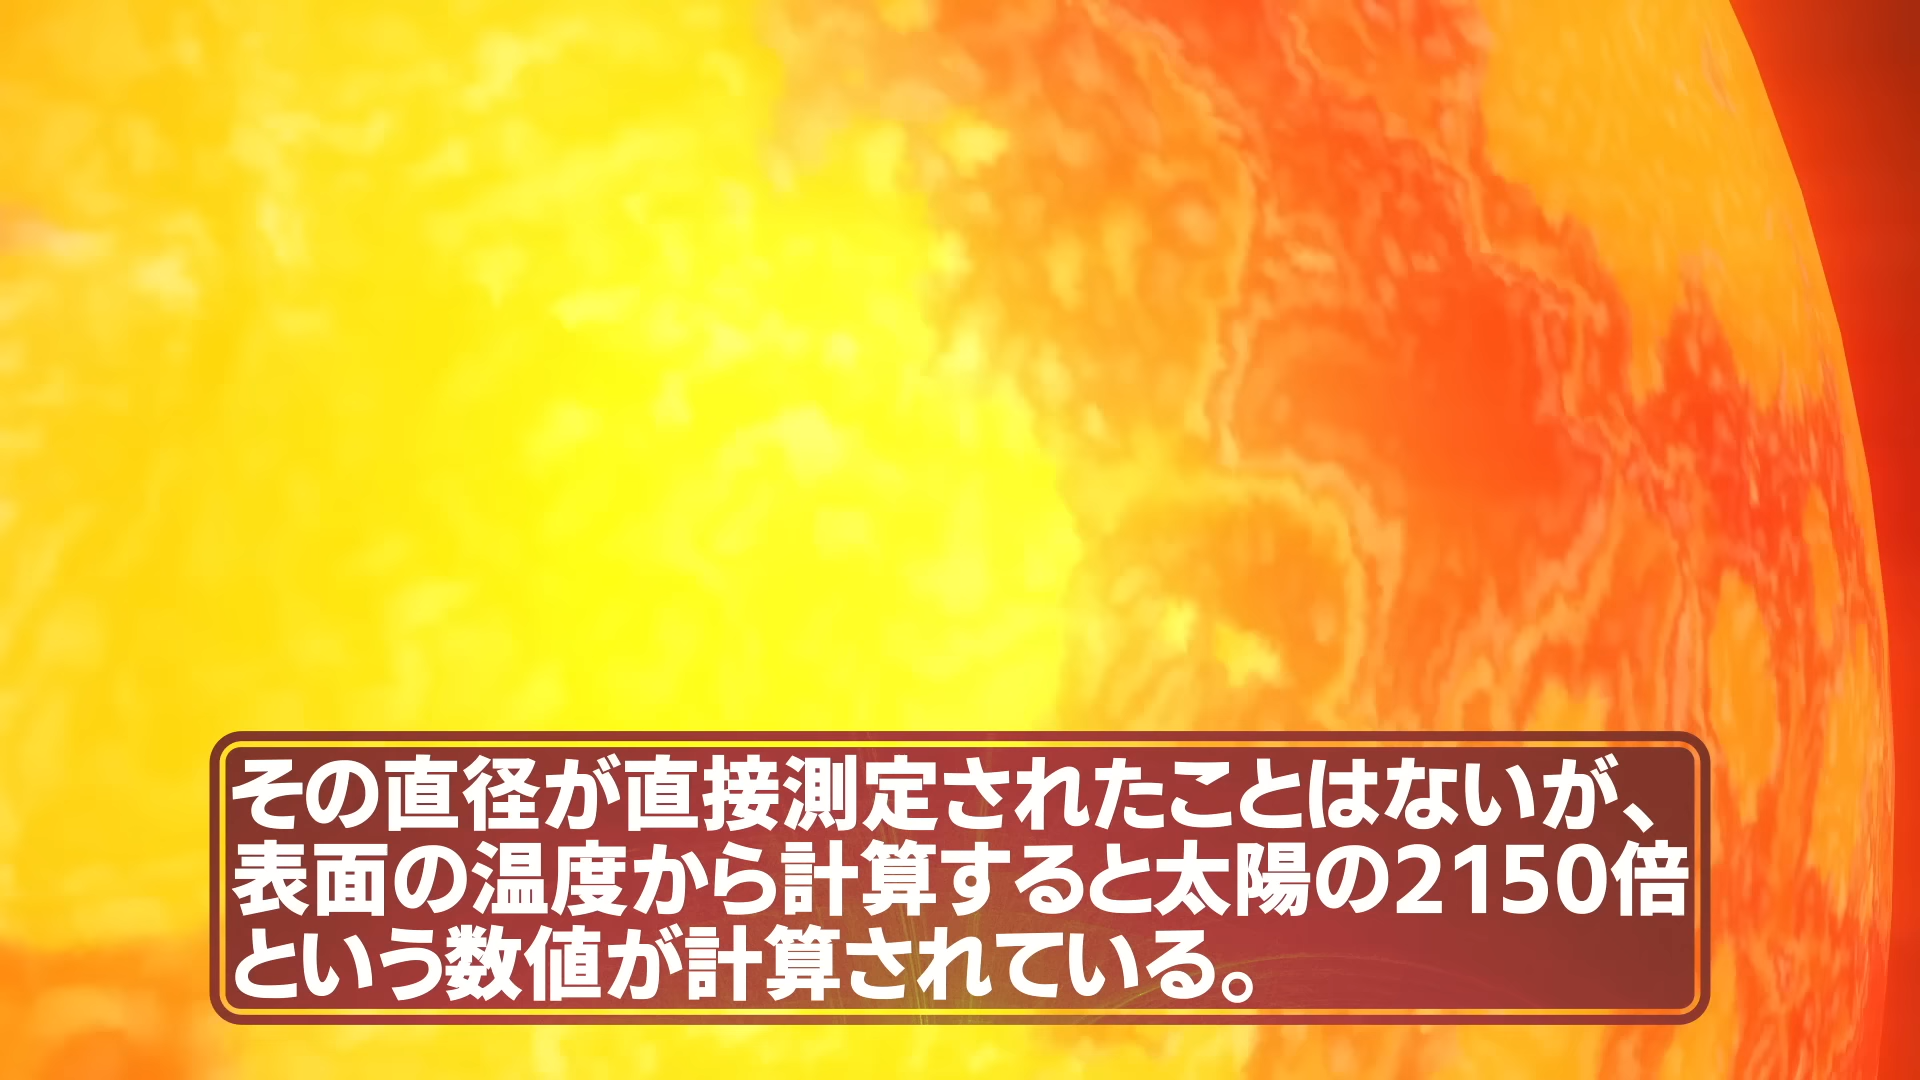 その直径が直接測定されたことはないが、
表面の温度から計算すると太陽の2150倍
という数値が計算されている。